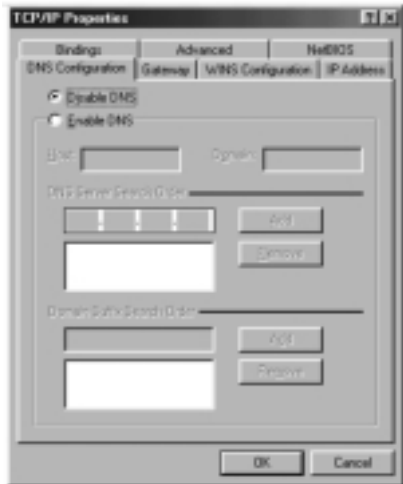 TCP/IP Properties
? X
Bindings Advanced NetBIOS
DNS Configuration Gateway WINS Configuration IP Address
Disable DNS
Enable DNS
Host: Domain:
DNS Server Search Order
Add
Remove
Domain Suffix Search Order
Add
Remove
OK Cancel